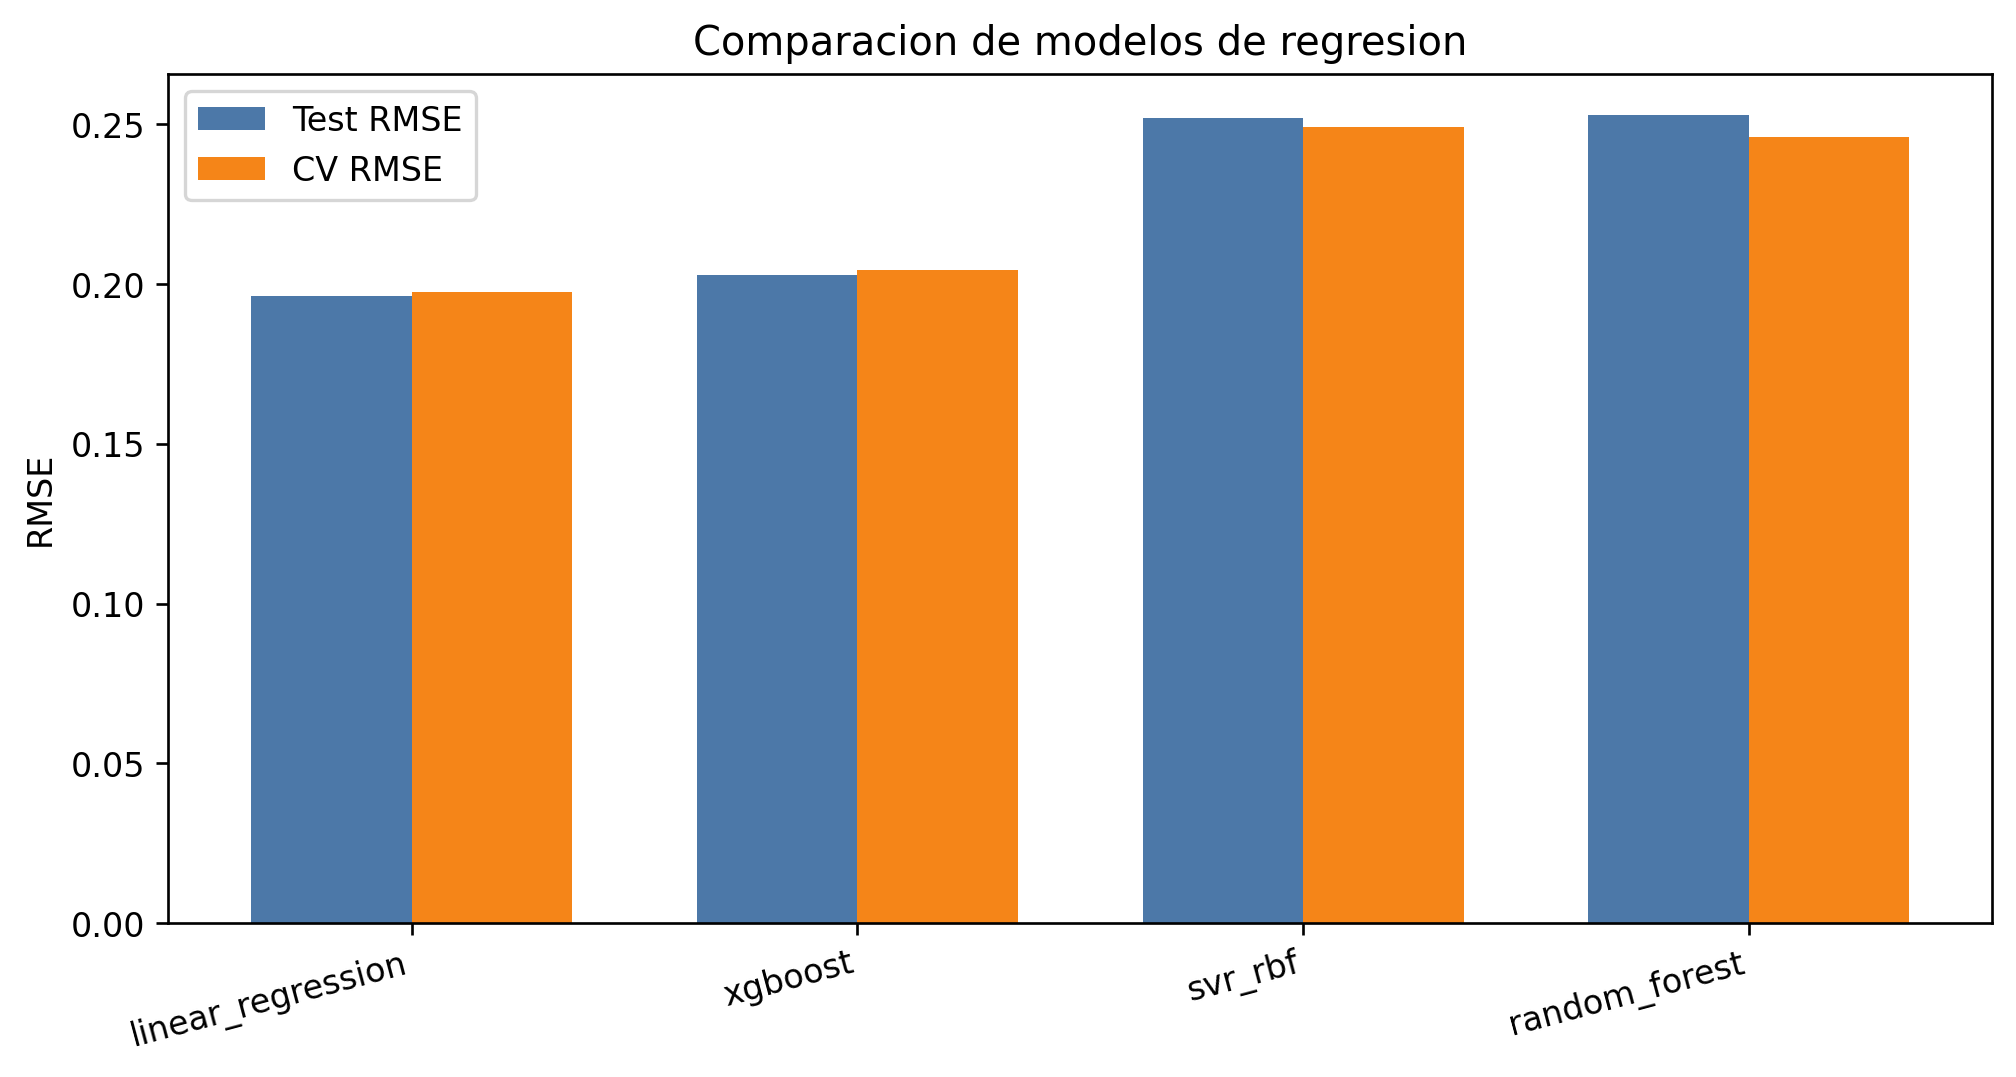 Comparacion de modelos de regresion
Test RMSE
CV RMSE
RMSE
0.25
0.20
0.15
0.10
0.05
0.00
linear_regression
xgboost
svr_rbf
random_forest